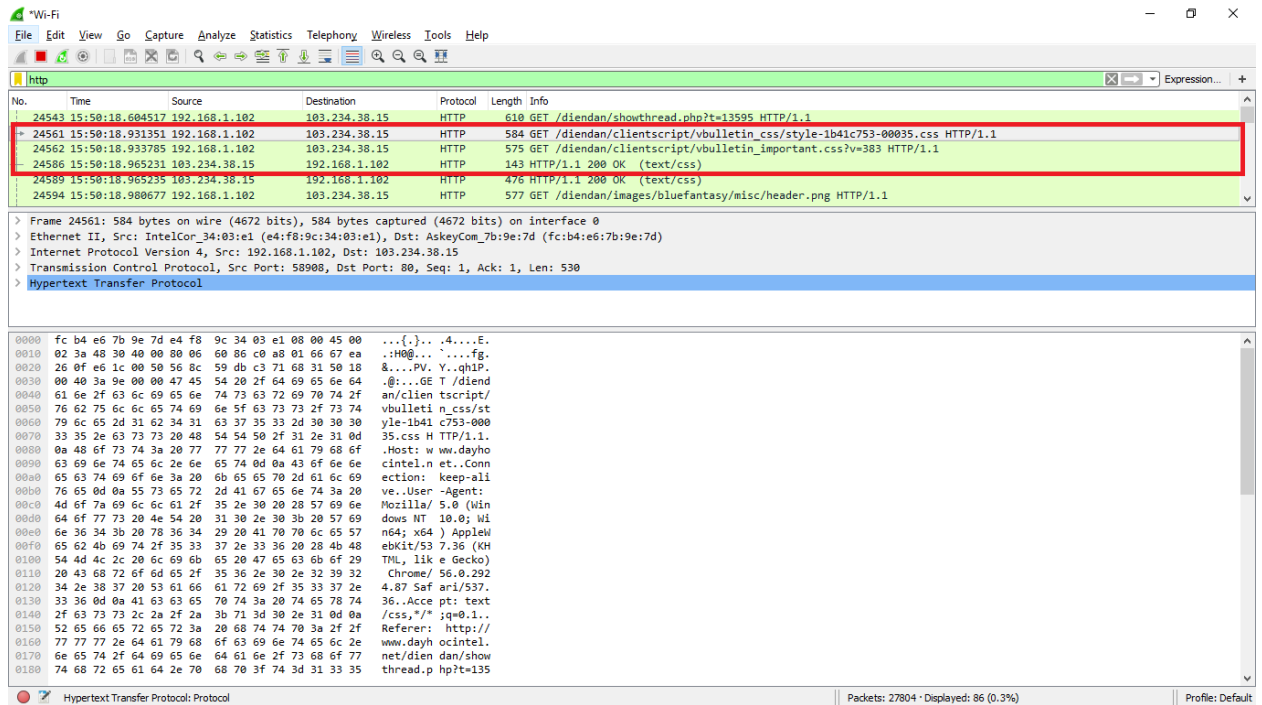 *Wi-Fi
File Edit View Go Capture Analyze Statistics Telephony Wireless Tools Help
http Expression... +
No. Time Source Destination Protocol Length Info
24543 15:50:18.604517 192.168.1.102 103.234.38.15 HTTP 610 GET /diendan/showthread.php?t=13595 HTTP/1.1
24561 15:50:18.931351 192.168.1.102 103.234.38.15 HTTP 584 GET /diendan/clientscript/vbulletin_css/style-1b41c753-00035.css HTTP/1.1
24562 15:50:18.933785 192.168.1.102 103.234.38.15 HTTP 575 GET /diendan/clientscript/vbulletin_important.css?v=383 HTTP/1.1
24586 15:50:18.965231 103.234.38.15 192.168.1.102 HTTP 143 HTTP/1.1 200 OK (text/css)
24589 15:50:18.965235 103.234.38.15 192.168.1.102 HTTP 476 HTTP/1.1 200 OK (text/css)
24594 15:50:18.980677 192.168.1.102 103.234.38.15 HTTP 577 GET /diendan/images/bluefantasy/misc/header.png HTTP/1.1
> Frame 24561: 584 bytes on wire (4672 bits), 584 bytes captured (4672 bits) on interface 0
> Ethernet II, Src: IntelCor_34:03:e1 (e4:f8:9c:34:03:e1), Dst: AskeyCom_7b:9e:7d (fc:b4:e6:7b:9e:7d)
> Internet Protocol Version 4, Src: 192.168.1.102, Dst: 103.234.38.15
> Transmission Control Protocol, Src Port: 58908, Dst Port: 80, Seq: 1, Ack: 1, Len: 530
> Hypertext Transfer Protocol
0000 fc b4 e6 7b 9e 7d e4 f8 9c 34 03 e1 08 00 45 00 ...{.}.. .4....E.
0010 02 3a 48 30 40 00 80 06 60 86 c0 a8 01 66 67 ea .:H0@... `....fg.
0020 26 0f e6 1c 00 50 56 8c 59 db c3 71 68 31 50 18 &....PV. Y..qh1P.
0030 00 40 3a 9e 00 00 47 45 54 20 2f 64 69 65 6e 64 .@:...GE T /diend
0040 61 6e 2f 63 6c 69 65 6e 74 73 63 72 69 70 74 2f an/clien tscript/
0050 76 62 75 6c 6c 65 74 69 6e 5f 63 73 73 2f 73 74 vbulleti n_css/st
0060 79 6c 65 2d 31 62 34 31 63 37 35 33 2d 30 30 30 yle-1b41 c753-000
0070 33 35 2e 63 73 73 20 48 54 54 50 2f 31 2e 31 0d 35.css H TTP/1.1.
0080 0a 48 6f 73 74 3a 20 77 77 77 2e 64 61 79 68 6f .Host: w ww.dayho
0090 63 69 6e 74 65 6c 2e 6e 65 74 0d 0a 43 6f 6e 6e cintel.n et..Conn
00a0 65 63 74 69 6f 6e 3a 20 6b 65 65 70 2d 61 6c 69 ection: keep-ali
00b0 76 65 0d 0a 55 73 65 72 2d 41 67 65 6e 74 3a 20 ve..User -Agent:
00c0 4d 6f 7a 69 6c 6c 61 2f 35 2e 30 20 28 57 69 6e Mozilla/ 5.0 (Win
00d0 64 6f 77 73 20 4e 54 20 31 30 2e 30 3b 20 57 69 dows NT 10.0; Wi
00e0 6e 36 34 3b 20 78 36 34 29 20 41 70 70 6c 65 57 n64; x64 ) AppleW
00f0 65 62 4b 69 74 2f 35 33 37 2e 33 36 20 28 4b 48 ebKit/53 7.36 (KH
0100 54 4d 4c 2c 20 6c 69 6b 65 20 47 65 63 6b 6f 29 TML, lik e Gecko)
0110 20 43 68 72 6f 6d 65 2f 35 36 2e 30 2e 32 39 32 Chrome/ 56.0.292
0120 34 2e 38 37 20 53 61 66 61 72 69 2f 35 33 37 2e 4.87 Saf ari/537.
0130 33 36 0d 0a 41 63 63 65 70 74 3a 20 74 65 78 74 36..Acce pt: text
0140 2f 63 73 73 2c 2a 2f 2a 3b 71 3d 30 2e 31 0d 0a /css,*/* ;q=0.1..
0150 52 65 66 65 72 65 72 3a 20 68 74 74 70 3a 2f 2f Referer: http://
0160 77 77 77 2e 64 61 79 68 6f 63 69 6e 74 65 6c 2e www.dayh ocintel.
0170 6e 65 74 2f 64 69 65 6e 64 61 6e 2f 73 68 6f 77 net/dien dan/show
0180 74 68 72 65 61 64 2e 70 68 70 3f 74 3d 31 33 35 thread.p hp?t=135
Hypertext Transfer Protocol: Protocol Packets: 27804 · Displayed: 86 (0.3%) Profile: Default